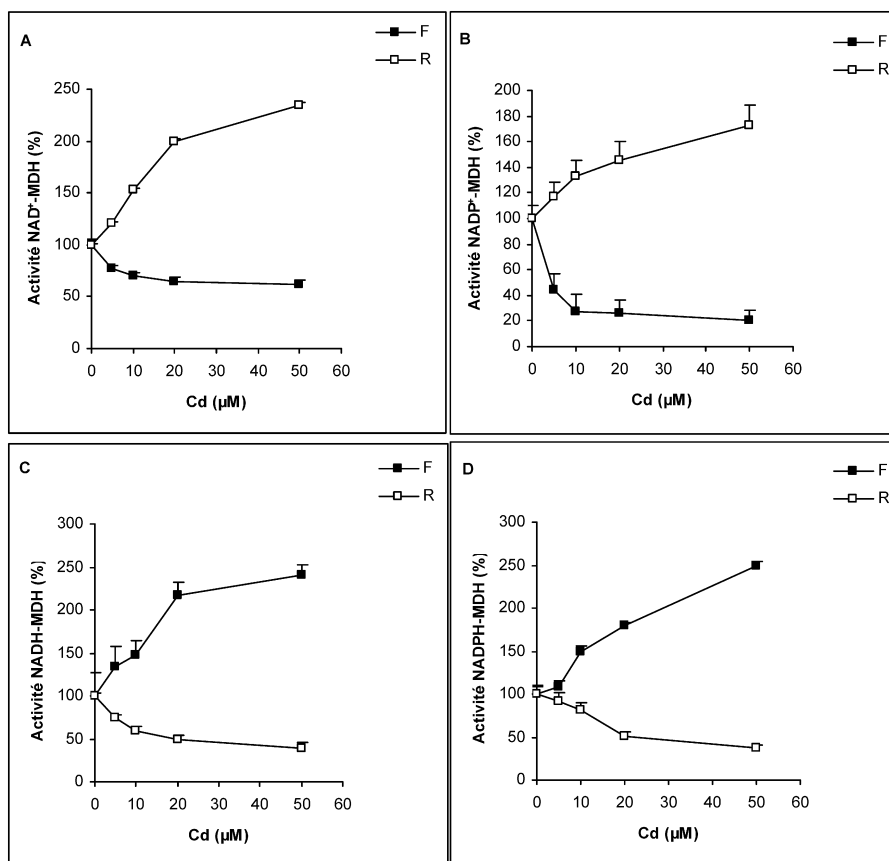 A
F
R
Activité NAD⁺-MDH (%)
250
200
150
100
50
0
0 10 20 30 40 50 60
Cd (µM)
B
F
R
Activité NADP⁺-MDH (%)
200
180
160
140
120
100
80
60
40
20
0
0 10 20 30 40 50 60
Cd (µM)
C
F
R
Activité NADH-MDH (%)
300
250
200
150
100
50
0
0 10 20 30 40 50 60
Cd (µM)
D
F
R
Activité NADPH-MDH (%)
300
250
200
150
100
50
0
0 10 20 30 40 50 60
Cd (µM)